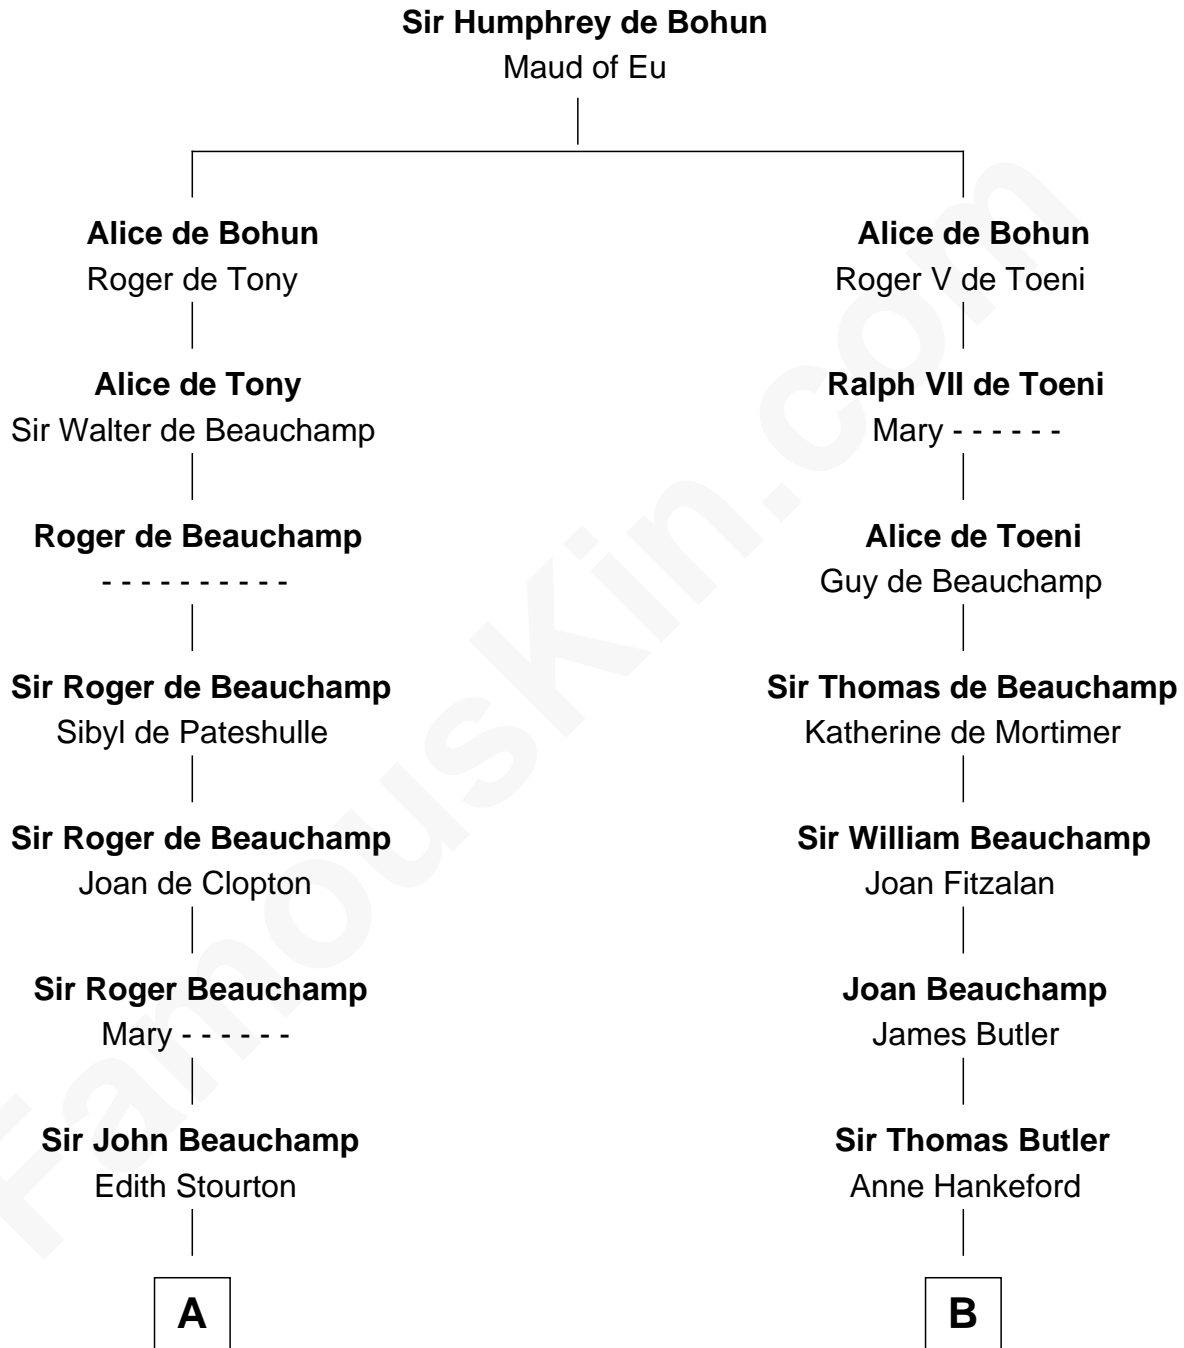 Sir Humphrey de Bohun
Maud of Eu
Alice de Bohun
Roger de Tony
Alice de Tony
Sir Walter de Beauchamp
Roger de Beauchamp
- - - - - - - - - -
Sir Roger de Beauchamp
Sibyl de Pateshulle
Sir Roger de Beauchamp
Joan de Clopton
Sir Roger Beauchamp
Mary - - - - - -
Sir John Beauchamp
Edith Stourton
A
Alice de Bohun
Roger V de Toeni
Ralph VII de Toeni
Mary - - - - - -
Alice de Toeni
Guy de Beauchamp
Sir Thomas de Beauchamp
Katherine de Mortimer
Sir William Beauchamp
Joan Fitzalan
Joan Beauchamp
James Butler
Sir Thomas Butler
Anne Hankeford
B
FamousKin.com